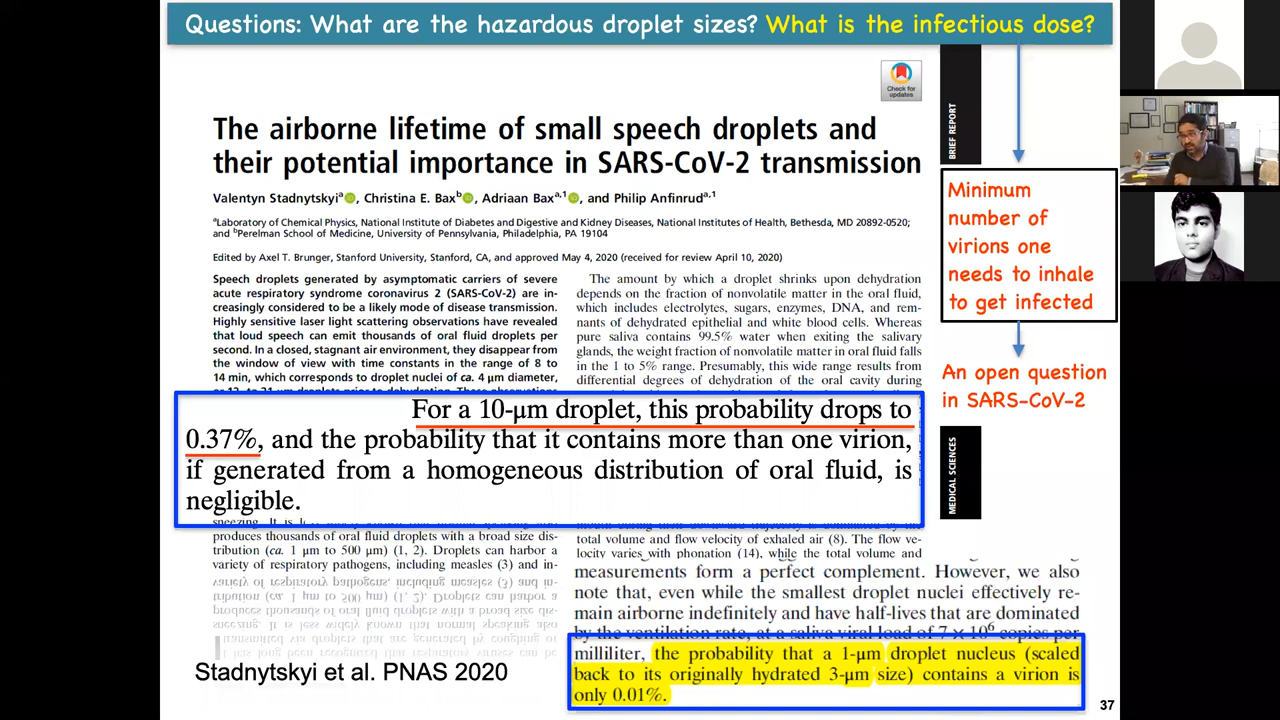 Questions: What are the hazardous droplet sizes? What is the infectious dose?
Check for
updates
The airborne lifetime of small speech droplets and
their potential importance in SARS-CoV-2 transmission
Valentyn Stadnytskyiᵃ, Christina E. Baxᵇ, Adriaan Baxᵃ,¹, and Philip Anfinrudᵃ,¹
ᵃLaboratory of Chemical Physics, National Institute of Diabetes and Digestive and Kidney Diseases, National Institutes of Health, Bethesda, MD 20892-0520;
and ᵇPerelman School of Medicine, University of Pennsylvania, Philadelphia, PA 19104
Edited by Axel T. Brunger, Stanford University, Stanford, CA, and approved May 4, 2020 (received for review April 10, 2020)
Speech droplets generated by asymptomatic carriers of severe
acute respiratory syndrome coronavirus 2 (SARS-CoV-2) are in-
creasingly considered to be a likely mode of disease transmission.
Highly sensitive laser light scattering observations have revealed
that loud speech can emit thousands of oral fluid droplets per
second. In a closed, stagnant air environment, they disappear from
the window of view with time constants in the range of 8 to
14 min, which corresponds to droplet nuclei of ca. 4 μm diameter,
The amount by which a droplet shrinks upon dehydration
depends on the fraction of nonvolatile matter in the oral fluid,
which includes electrolytes, sugars, enzymes, DNA, and rem-
nants of dehydrated epithelial and white blood cells. Whereas
pure saliva contains 99.5% water when exiting the salivary
glands, the weight fraction of nonvolatile matter in oral fluid falls
in the 1 to 5% range. Presumably, this wide range results from
differential degrees of dehydration of the oral cavity during
BRIEF REPORT
Minimum
number of
virions one
needs to inhale
to get infected
An open question
in SARS-CoV-2
For a 10-μm droplet, this probability drops to
0.37%, and the probability that it contains more than one virion,
if generated from a homogeneous distribution of oral fluid, is
negligible.
MEDICAL SCIENCES
produces thousands of oral fluid droplets with a broad size dis-
tribution (ca. 1 μm to 500 μm) (1, 2). Droplets can harbor a
variety of respiratory pathogens, including measles (3) and in-
total volume and flow velocity of exhaled air (8). The flow ve-
locity varies with phonation (14), while the total volume and
measurements form a perfect complement. However, we also
note that, even while the smallest droplet nuclei effectively re-
main airborne indefinitely and have half-lives that are dominated
by the ventilation rate, at a saliva viral load of 7 × 10⁶ copies per
milliliter, the probability that a 1-μm droplet nucleus (scaled
back to its originally hydrated 3-μm size) contains a virion is
only 0.01%.
Stadnytskyi et al. PNAS 2020
37